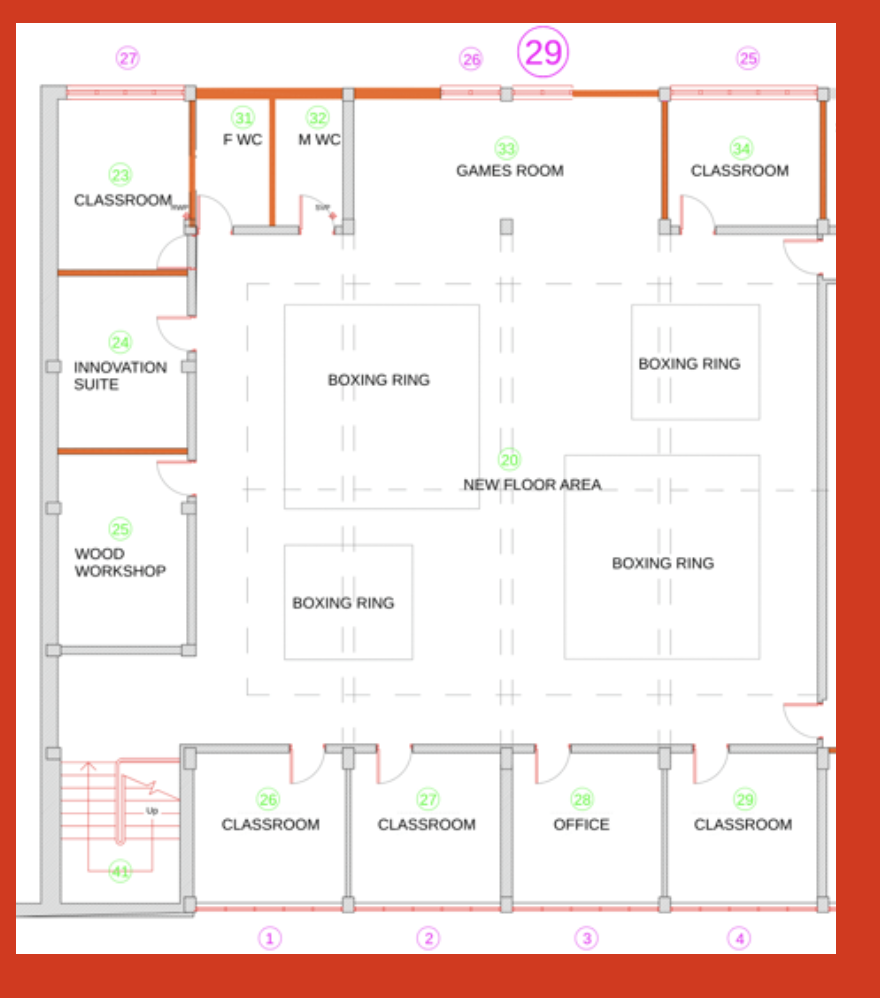 27
26
29
25
31
F WC
32
M WC
33
GAMES ROOM
34
CLASSROOM
23
CLASSROOM
SVP
24
INNOVATION
SUITE
BOXING RING
BOXING RING
20
NEW FLOOR AREA
25
WOOD
WORKSHOP
BOXING RING
BOXING RING
Up
41
26
CLASSROOM
27
CLASSROOM
28
OFFICE
29
CLASSROOM
1
2
3
4